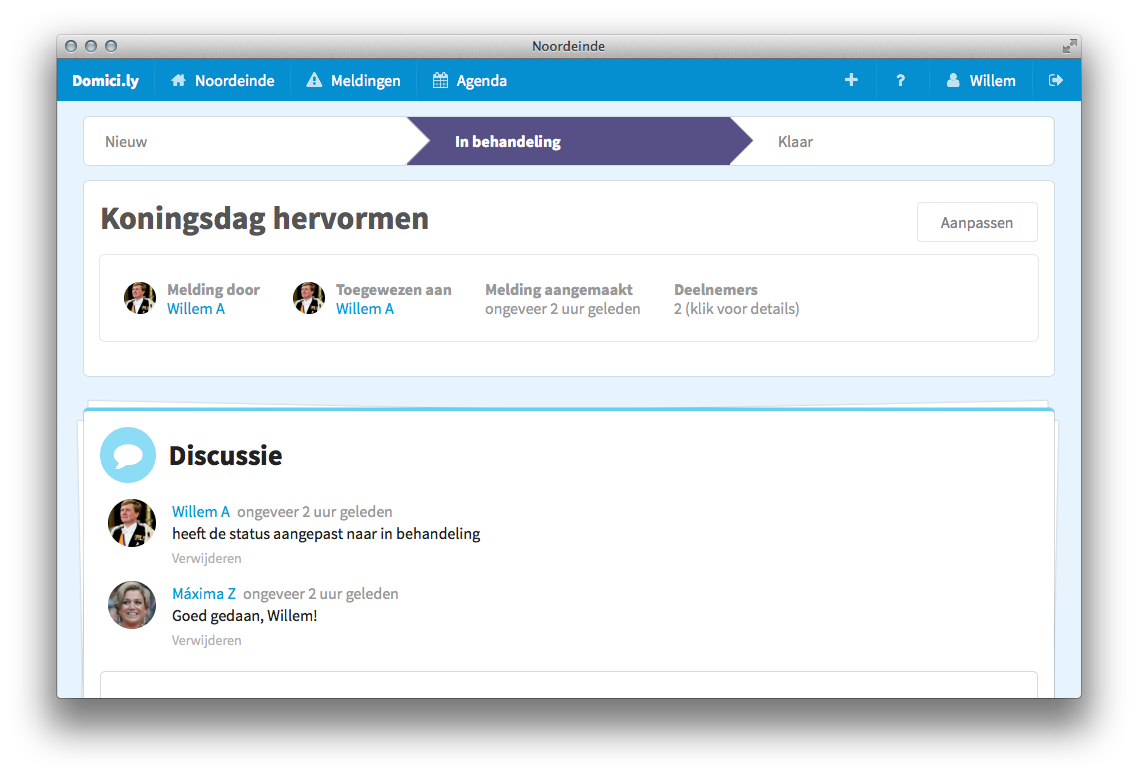 Noordeinde
Domici.ly Noordeinde Meldingen Agenda + ? Willem
Nieuw In behandeling Klaar
Koningsdag hervormen
Aanpassen
Melding door Toegewezen aan Melding aangemaakt Deelnemers
Willem A Willem A ongeveer 2 uur geleden 2 (klik voor details)
Discussie
Willem A ongeveer 2 uur geleden
heeft de status aangepast naar in behandeling
Verwijderen
Máxima Z ongeveer 2 uur geleden
Goed gedaan, Willem!
Verwijderen